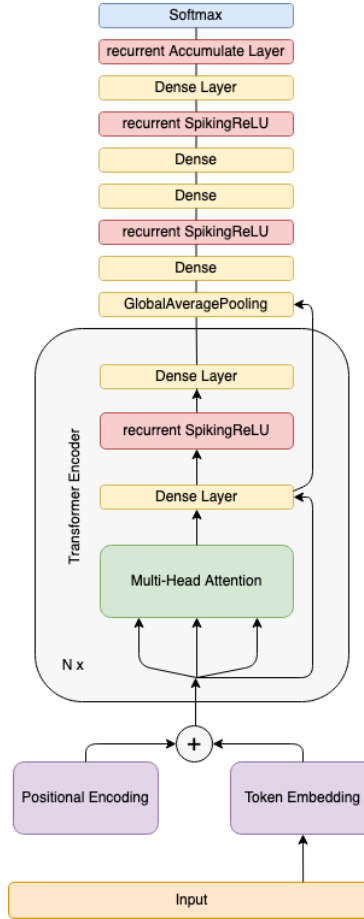 Softmax
recurrent Accumulate Layer
Dense Layer
recurrent SpikingReLU
Dense
Dense
recurrent SpikingReLU
Dense
GlobalAveragePooling
Dense Layer
recurrent SpikingReLU
Transformer Encoder
Dense Layer
Multi-Head Attention
N x
+
Positional Encoding
Token Embedding
Input